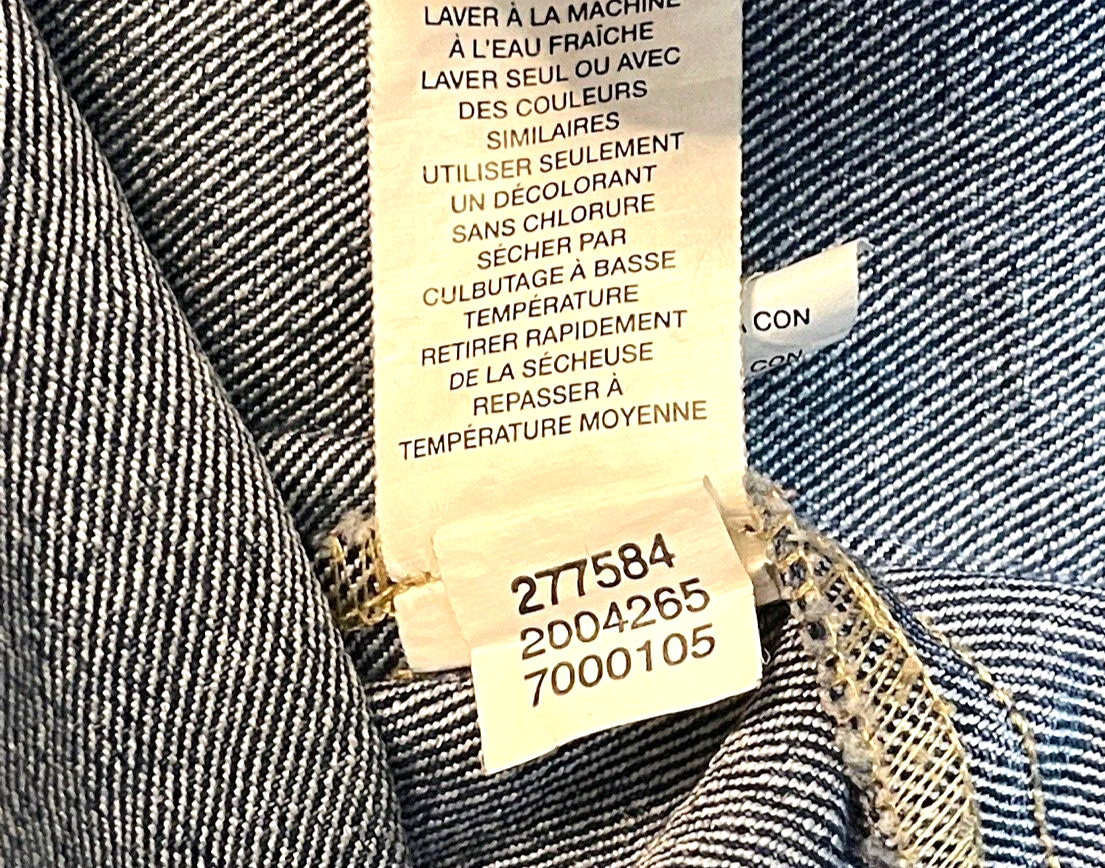 LAVER À LA MACHINE
À L'EAU FRAÎCHE
LAVER SEUL OU AVEC
DES COULEURS
SIMILAIRES
UTILISER SEULEMENT
UN DÉCOLORANT
SANS CHLORURE
SÉCHER PAR
CULBUTAGE À BASSE
TEMPÉRATURE
RETIRER RAPIDEMENT
DE LA SÉCHEUSE
REPASSER À
TEMPÉRATURE MOYENNE
CON
CON
277584
2004265
7000105